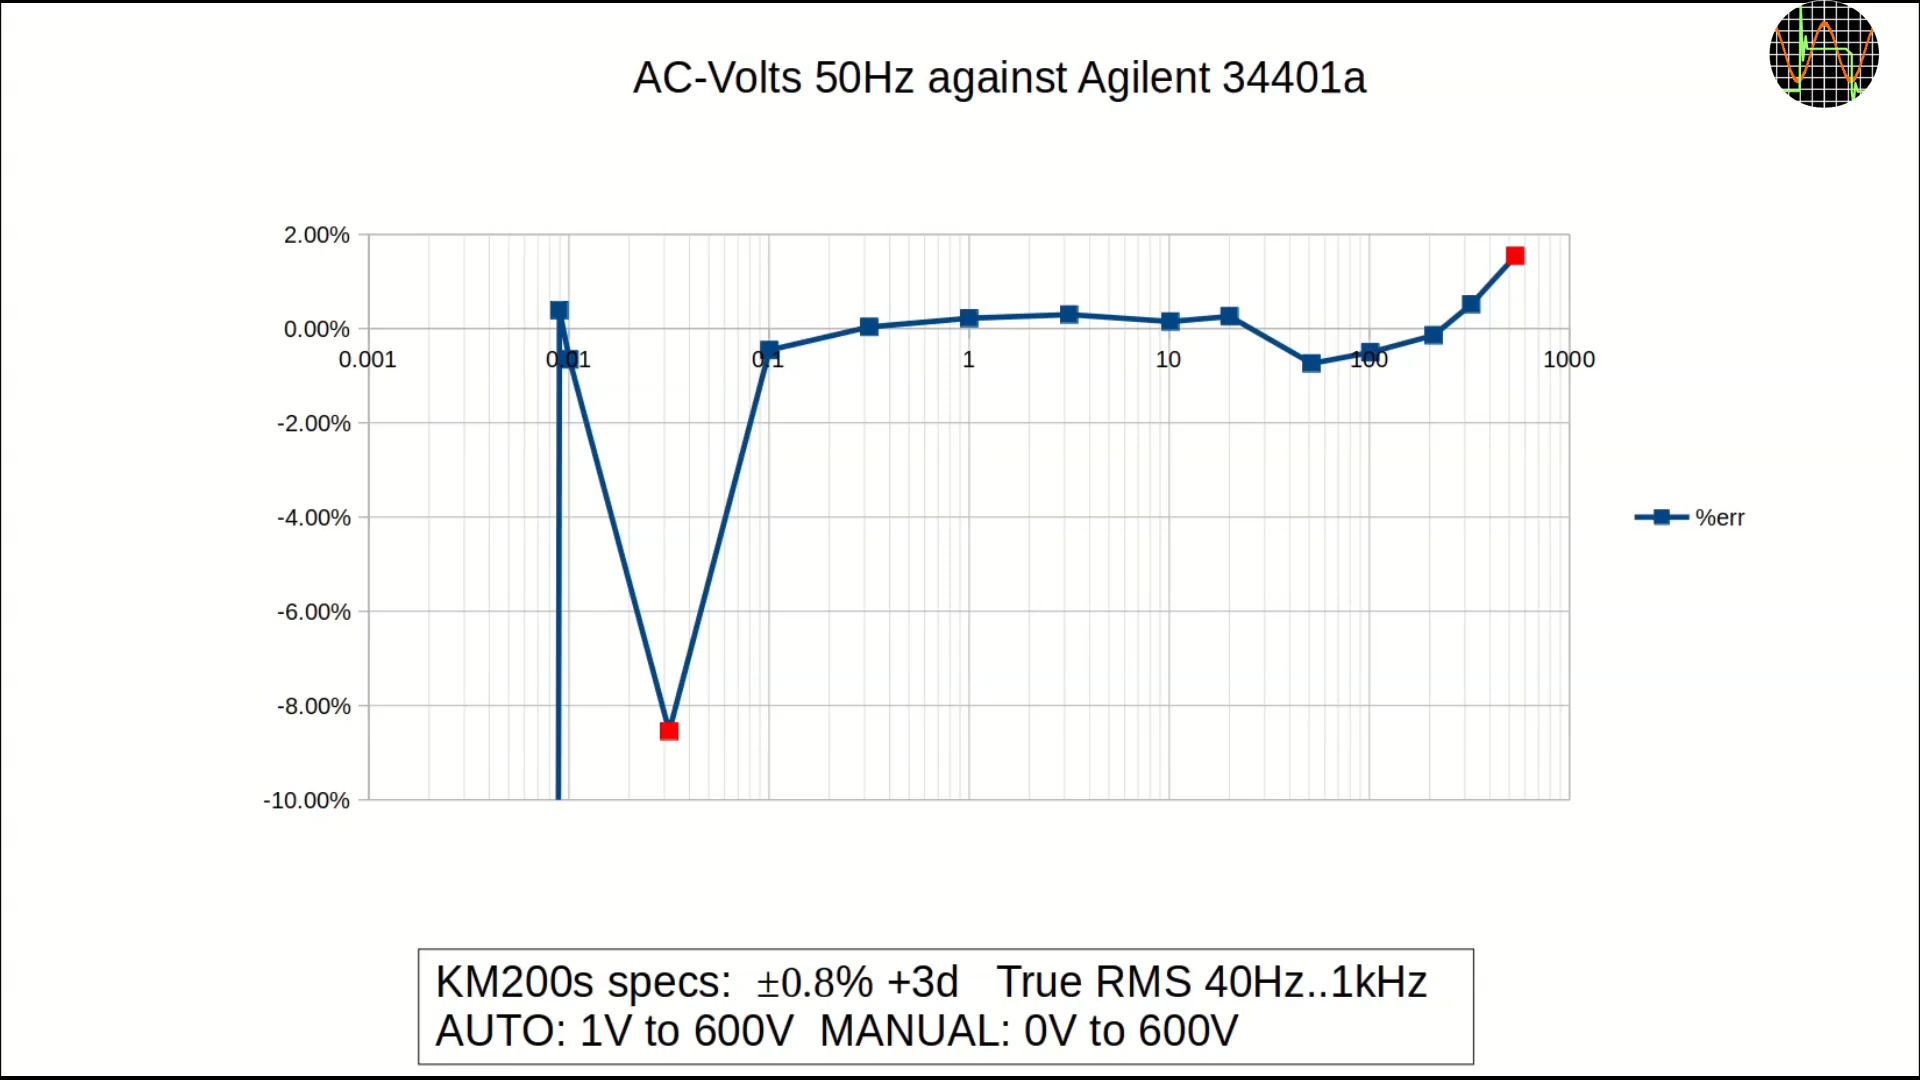 AC-Volts 50Hz against Agilent 34401a
2.00%
0.00%
0.001 0.01 0.1 1 10 100 1000
-2.00%
-4.00%
%err
-6.00%
-8.00%
-10.00%
KM200s specs: ±0.8% +3d True RMS 40Hz..1kHz
AUTO: 1V to 600V MANUAL: 0V to 600V